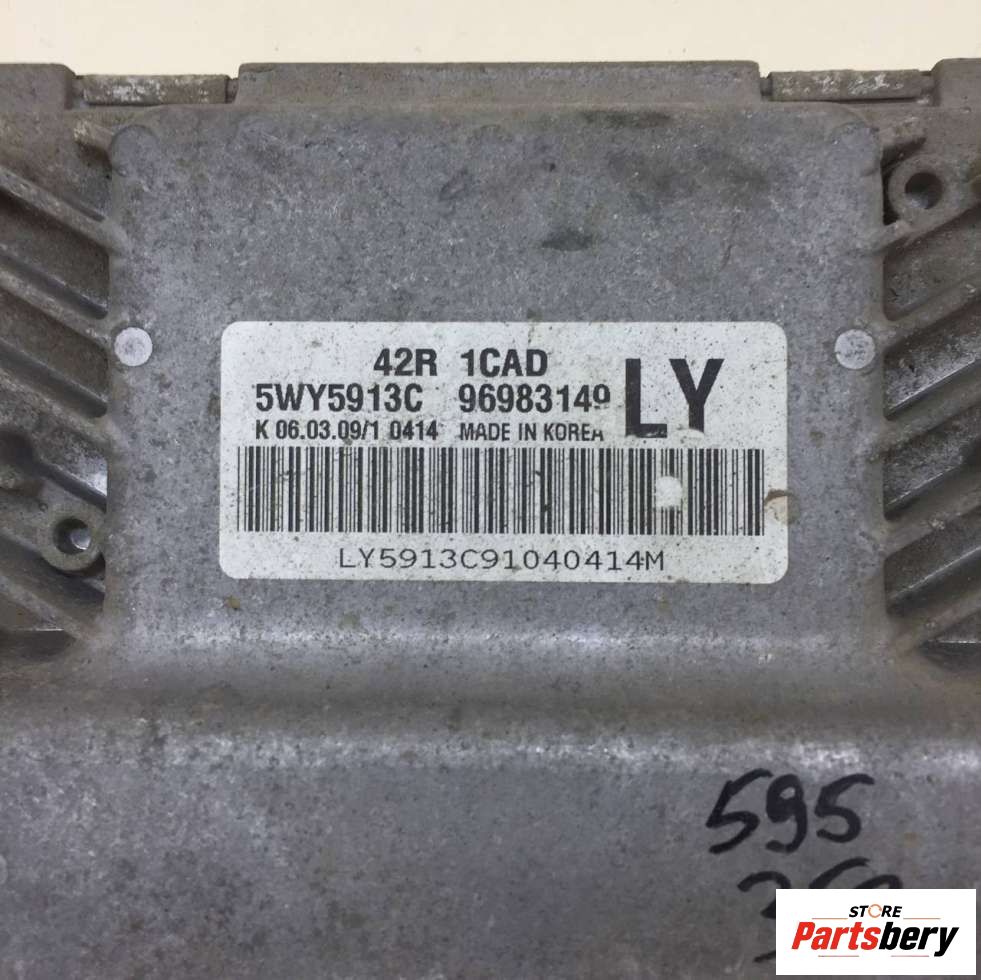 42R 1CAD
5WY5913C 96983149 LY
K 06.03.09/1 0414 MADE IN KOREA
LY5913C91040414M
595
STORE
Partsbery